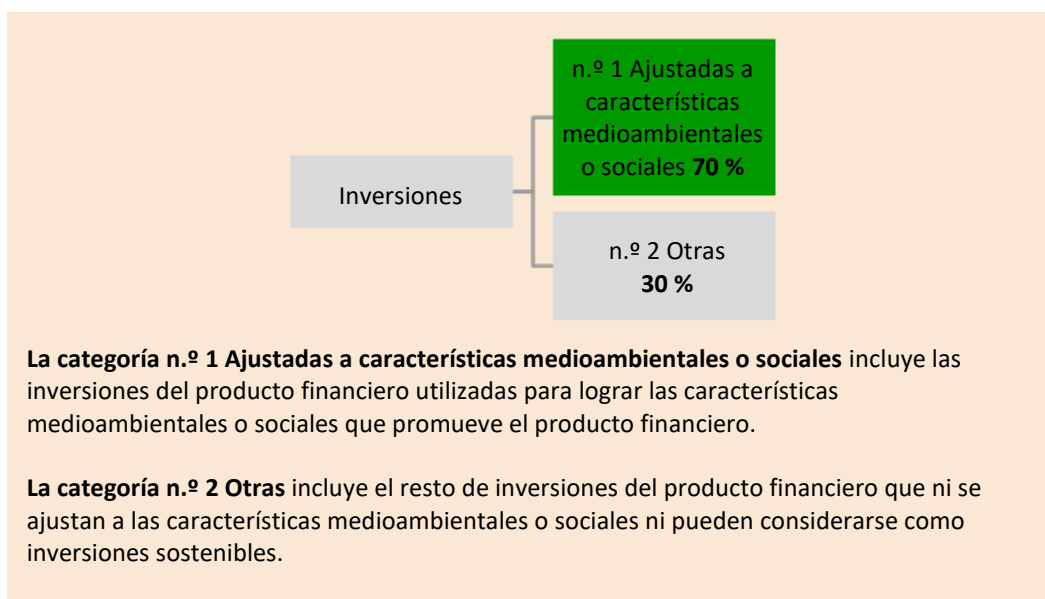 n.º 1 Ajustadas a
características
medioambientales
o sociales 70 %
Inversiones
n.º 2 Otras
30 %
La categoría n.º 1 Ajustadas a características medioambientales o sociales incluye las
inversiones del producto financiero utilizadas para lograr las características
medioambientales o sociales que promueve el producto financiero.
La categoría n.º 2 Otras incluye el resto de inversiones del producto financiero que ni se
ajustan a las características medioambientales o sociales ni pueden considerarse como
inversiones sostenibles.